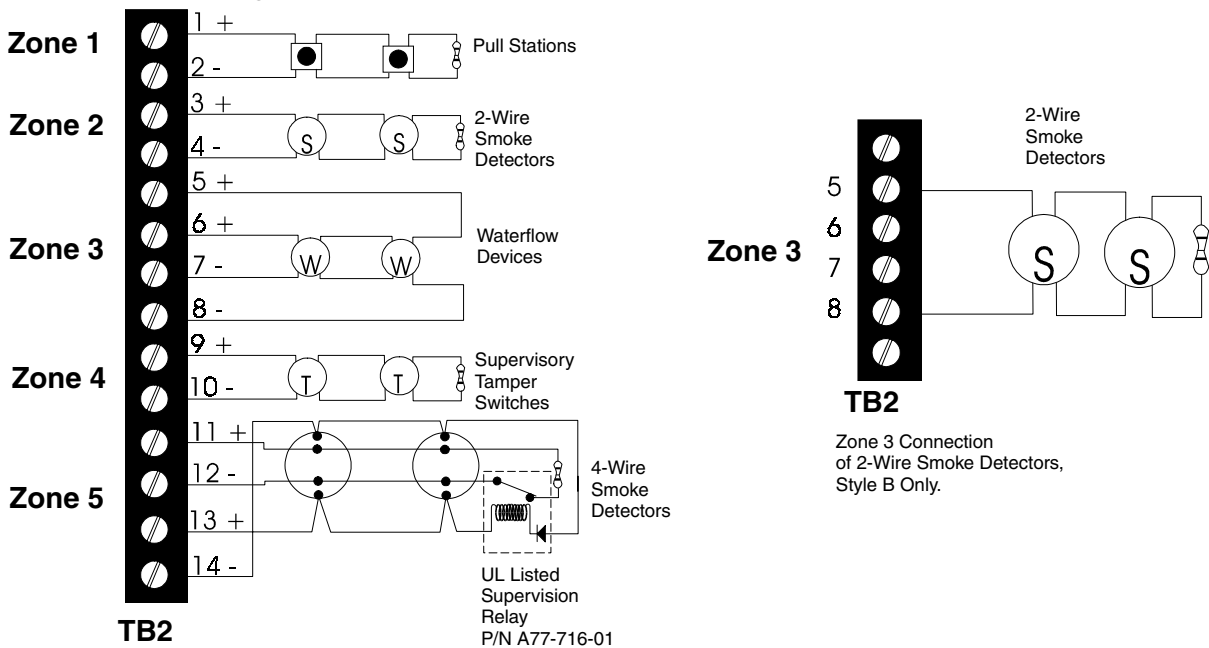 Zone 1
1 +
2 -
Pull Stations
Zone 2
3 +
4 -
S
S
2-Wire
Smoke
Detectors
Zone 3
5 +
6 +
7 -
8 -
W
W
Waterflow
Devices
Zone 4
9 +
10 -
T
T
Supervisory
Tamper
Switches
Zone 5
11 +
12 -
13 +
14 -
4-Wire
Smoke
Detectors
UL Listed
Supervision
Relay
P/N A77-716-01
TB2
2-Wire
Smoke
Detectors
Zone 3
5
6
7
8
S
S
TB2
Zone 3 Connection
of 2-Wire Smoke Detectors,
Style B Only.